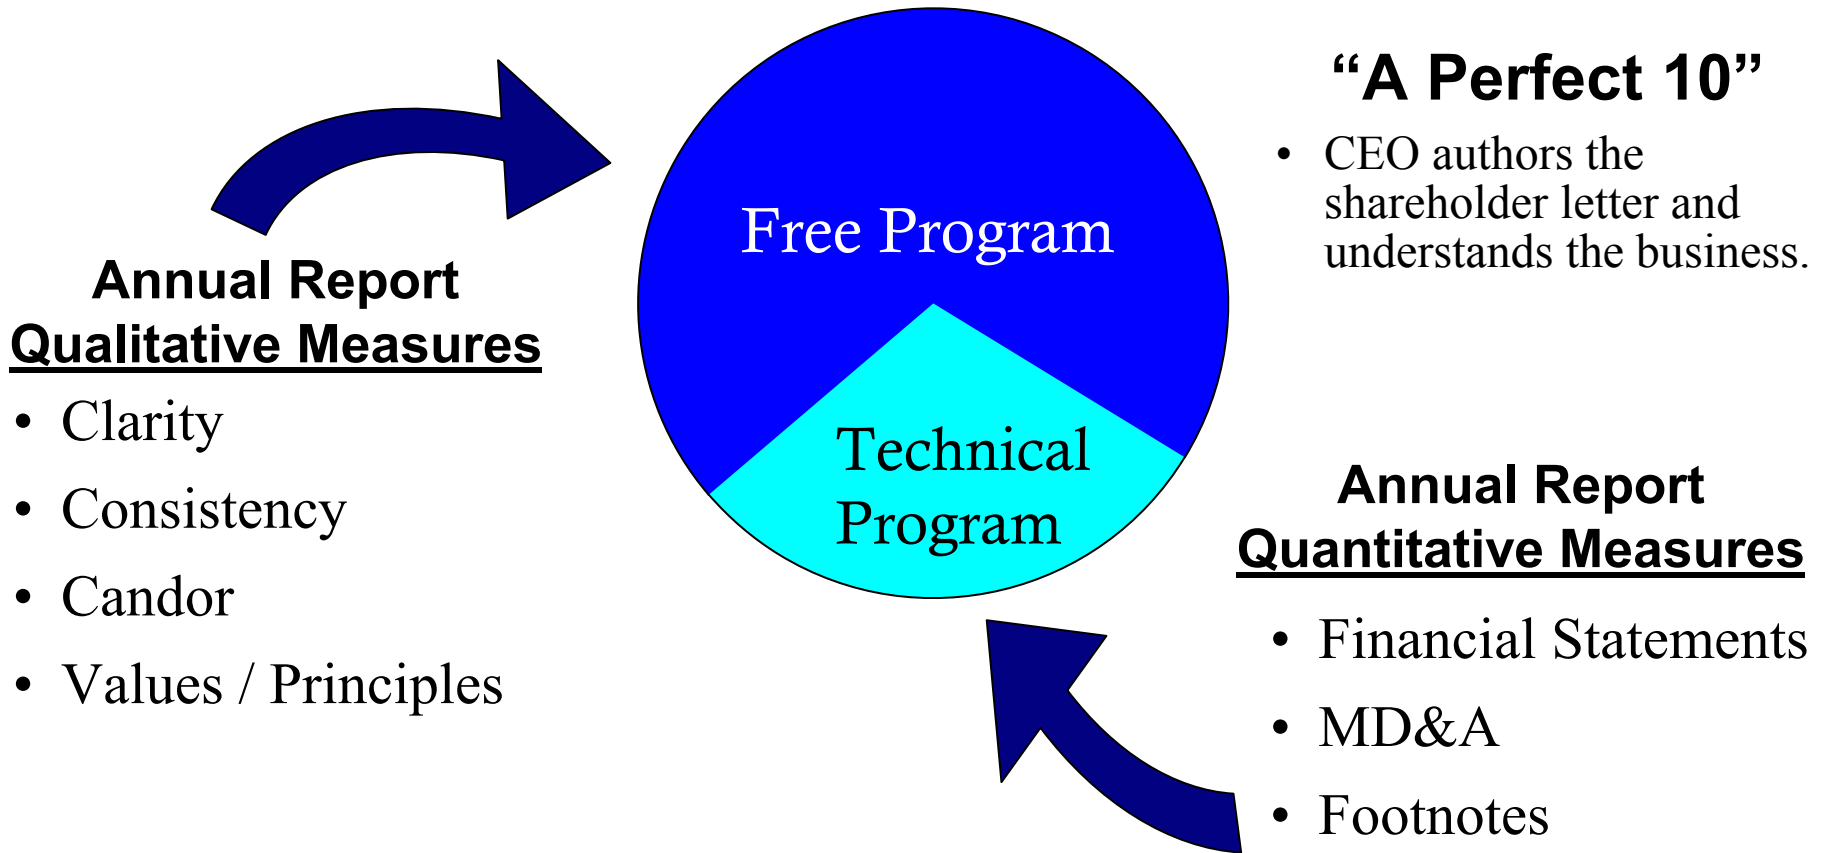 Annual Report
Qualitative Measures
• Clarity
• Consistency
• Candor
• Values / Principles
Free Program
Technical
Program
“A Perfect 10”
• CEO authors the
shareholder letter and
understands the business.
Annual Report
Quantitative Measures
• Financial Statements
• MD&A
• Footnotes